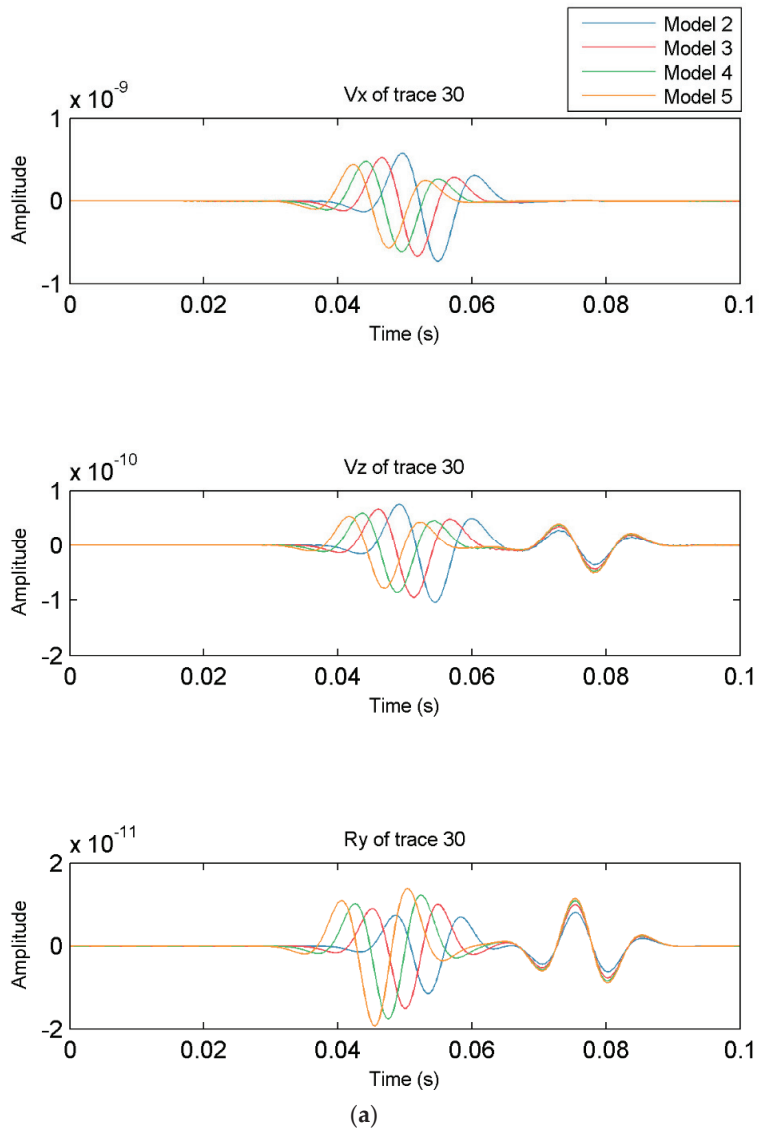 Model 2
Model 3
Model 4
Model 5
Vx of trace 30
x 10^-9
1
0
-1
Amplitude
0 0.02 0.04 0.06 0.08 0.1
Time (s)
Vz of trace 30
x 10^-10
1
0
-1
-2
Amplitude
0 0.02 0.04 0.06 0.08 0.1
Time (s)
Ry of trace 30
x 10^-11
2
0
-2
Amplitude
0 0.02 0.04 0.06 0.08 0.1
Time (s)
(a)